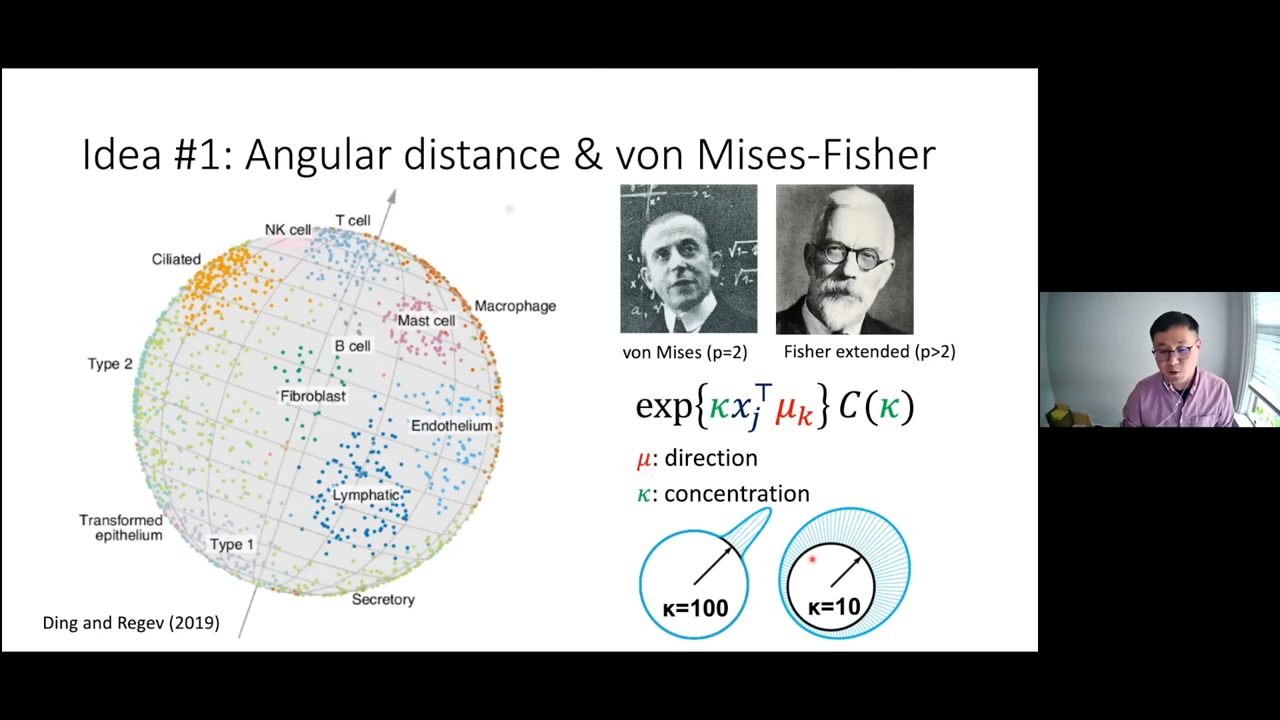 Idea #1: Angular distance & von Mises-Fisher
NK cell
T cell
Ciliated
Macrophage
Mast cell
B cell
Type 2
Fibroblast
Endothelium
Lymphatic
Transformed
epithelium
Type 1
Secretory
Ding and Regev (2019)
von Mises (p=2)
Fisher extended (p>2)
exp{κxⱼᵀμₖ} C(κ)
μ: direction
κ: concentration
κ=100
κ=10